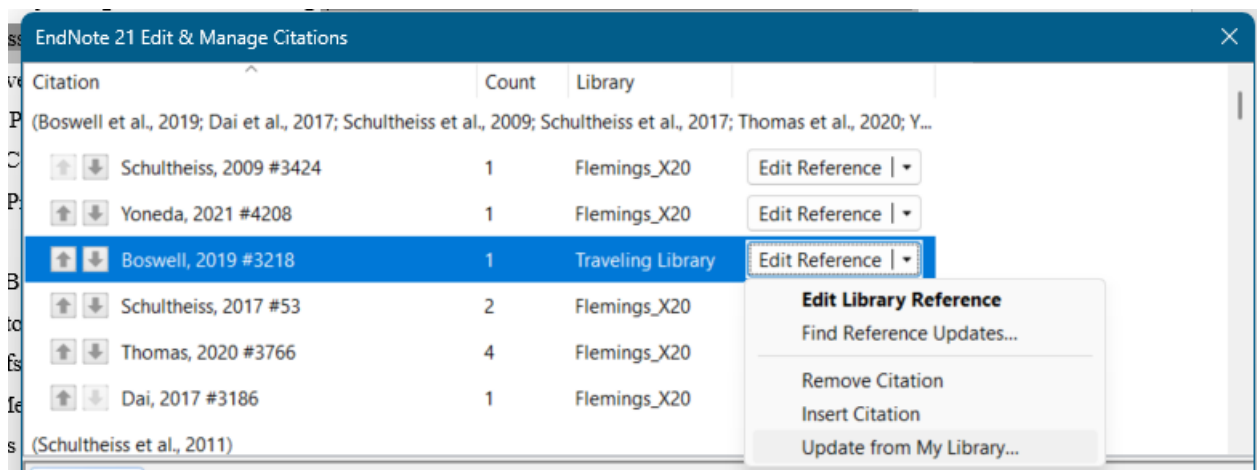 EndNote 21 Edit & Manage Citations
Citation Count Library
(Boswell et al., 2019; Dai et al., 2017; Schultheiss et al., 2009; Schultheiss et al., 2017; Thomas et al., 2020; Y...
Schultheiss, 2009 #3424 1 Flemings_X20 Edit Reference
Yoneda, 2021 #4208 1 Flemings_X20 Edit Reference
Boswell, 2019 #3218 1 Traveling Library Edit Reference
Schultheiss, 2017 #53 2 Flemings_X20
Thomas, 2020 #3766 4 Flemings_X20
Dai, 2017 #3186 1 Flemings_X20
(Schultheiss et al., 2011)
Edit Library Reference
Find Reference Updates...
Remove Citation
Insert Citation
Update from My Library...